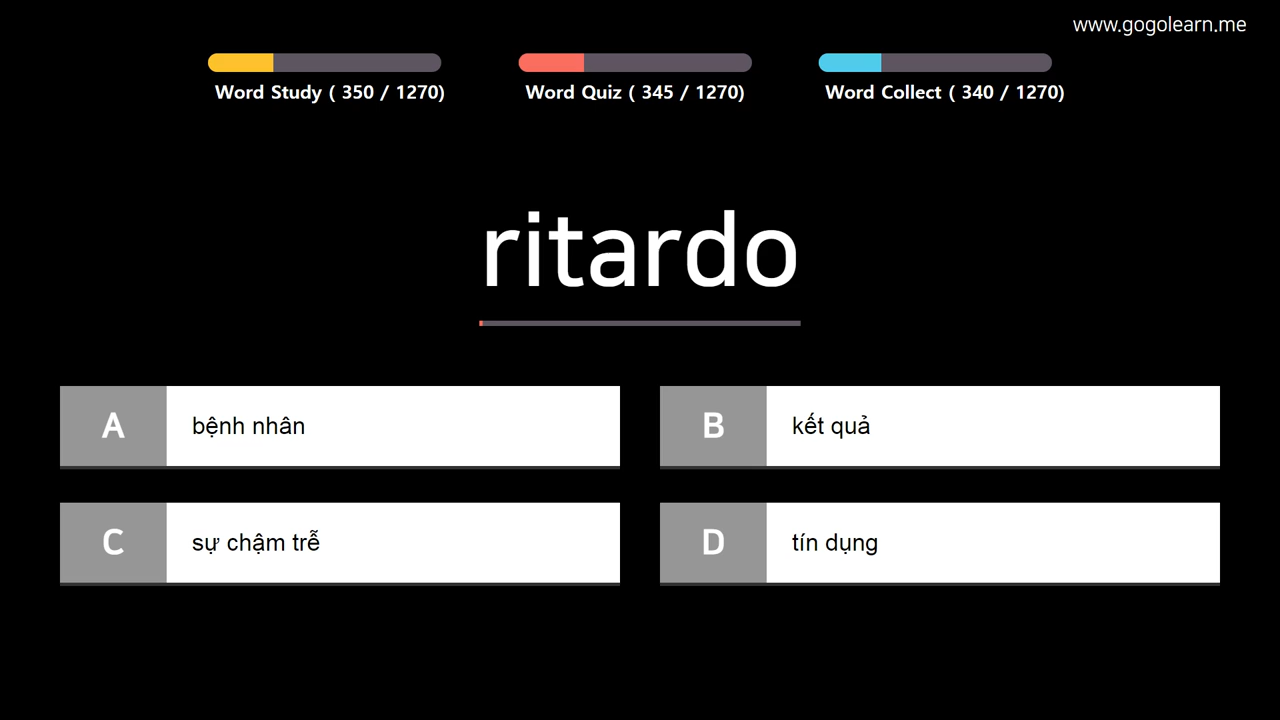 www.gogolearn.me
Word Study ( 350 / 1270)
Word Quiz ( 345 / 1270)
Word Collect ( 340 / 1270)
ritardo
A
bệnh nhân
B
kết quả
C
sự chậm trễ
D
tín dụng